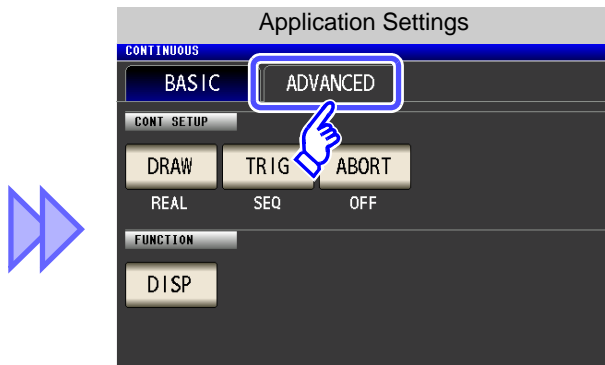 Application Settings
CONTINUOUS
BASIC ADVANCED
CONT SETUP
DRAW TRIG ABORT
REAL SEQ OFF
FUNCTION
DISP